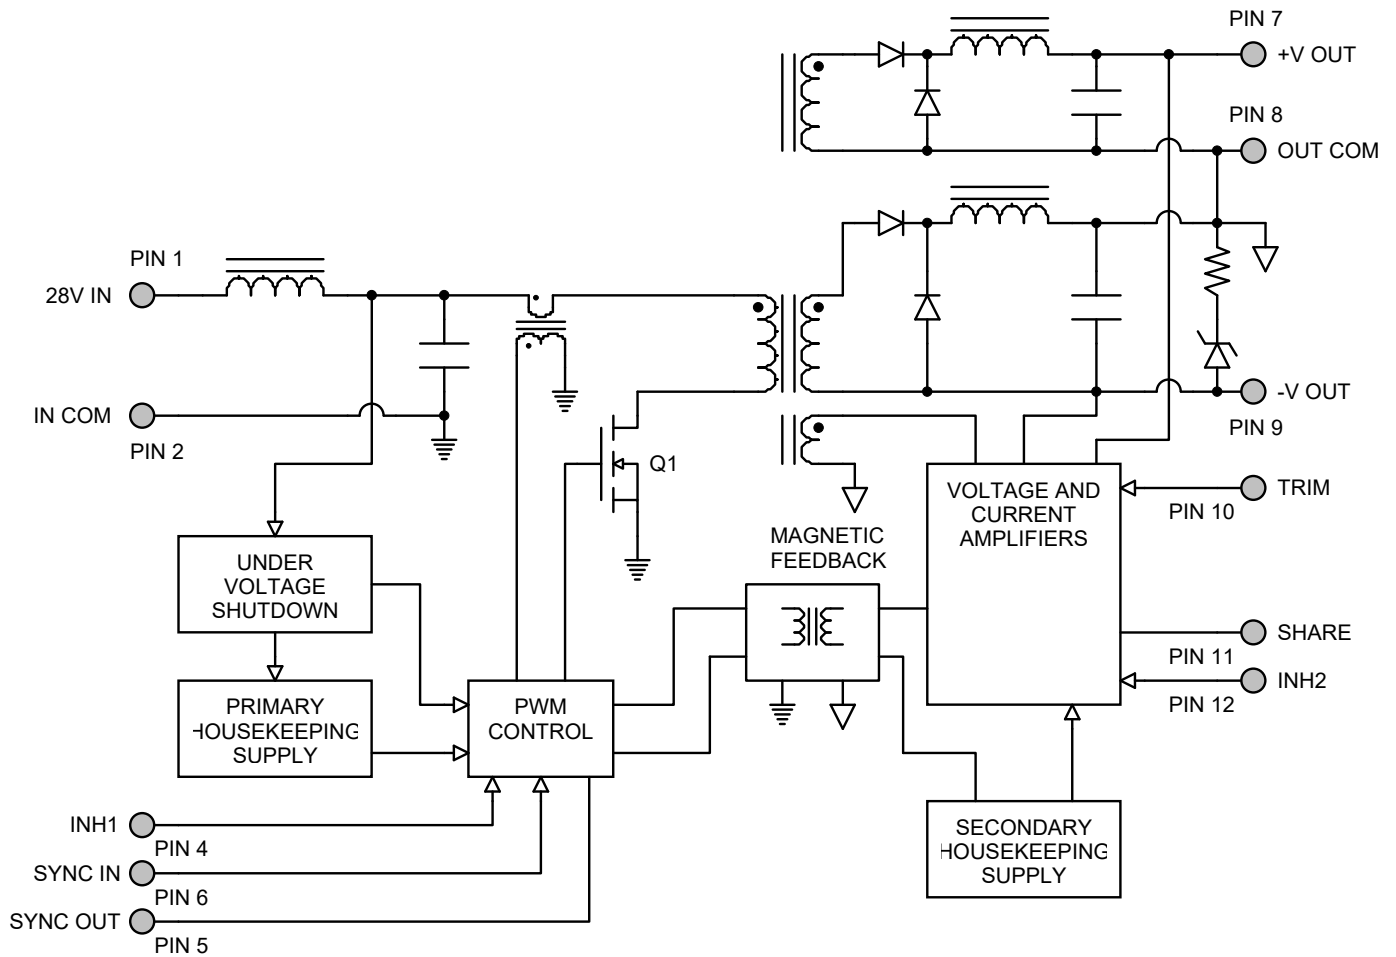 PIN 7
+V OUT
PIN 8
OUT COM
PIN 1
28V IN
IN COM
PIN 2
Q1
-V OUT
PIN 9
VOLTAGE AND
CURRENT
AMPLIFIERS
TRIM
PIN 10
MAGNETIC
FEEDBACK
UNDER
VOLTAGE
SHUTDOWN
SHARE
PIN 11
INH2
PIN 12
PRIMARY
HOUSEKEEPING
SUPPLY
PWM
CONTROL
INH1
PIN 4
SYNC IN
PIN 6
SYNC OUT
PIN 5
SECONDARY
HOUSEKEEPING
SUPPLY